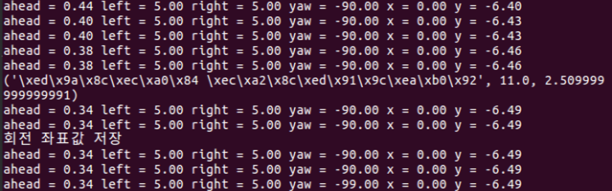 ahead = 0.44 left = 5.00 right = 5.00 yaw = -90.00 x = 0.00 y = -6.40
ahead = 0.40 left = 5.00 right = 5.00 yaw = -90.00 x = 0.00 y = -6.43
ahead = 0.40 left = 5.00 right = 5.00 yaw = -90.00 x = 0.00 y = -6.43
ahead = 0.38 left = 5.00 right = 5.00 yaw = -90.00 x = 0.00 y = -6.46
ahead = 0.38 left = 5.00 right = 5.00 yaw = -90.00 x = 0.00 y = -6.46
('\xed\x9a\x8c\xec\xa0\x84 \xec\xa2\x8c\xed\x91\x9c\xea\xb0\x92', 11.0, 2.509999
999999991)
ahead = 0.34 left = 5.00 right = 5.00 yaw = -90.00 x = 0.00 y = -6.49
ahead = 0.34 left = 5.00 right = 5.00 yaw = -90.00 x = 0.00 y = -6.49
회전 좌표값 저장
ahead = 0.34 left = 5.00 right = 5.00 yaw = -90.00 x = 0.00 y = -6.49
ahead = 0.34 left = 5.00 right = 5.00 yaw = -90.00 x = 0.00 y = -6.49
ahead = 0.34 left = 5.00 right = 5.00 yaw = -99.00 x = 0.00 y = -6.49